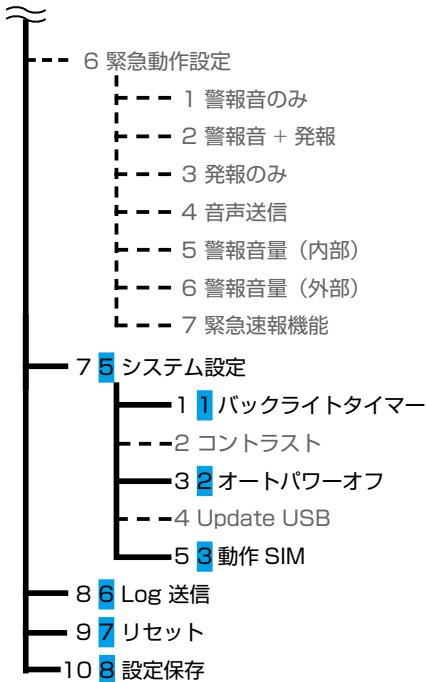 6 緊急動作設定
1 警報音のみ
2 警報音 + 発報
3 発報のみ
4 音声送信
5 警報音量（内部）
6 警報音量（外部）
7 緊急速報機能
7 5 システム設定
1 1 バックライトタイマー
2 コントラスト
3 2 オートパワーオフ
4 Update USB
5 3 動作 SIM
8 6 Log 送信
9 7 リセット
10 8 設定保存